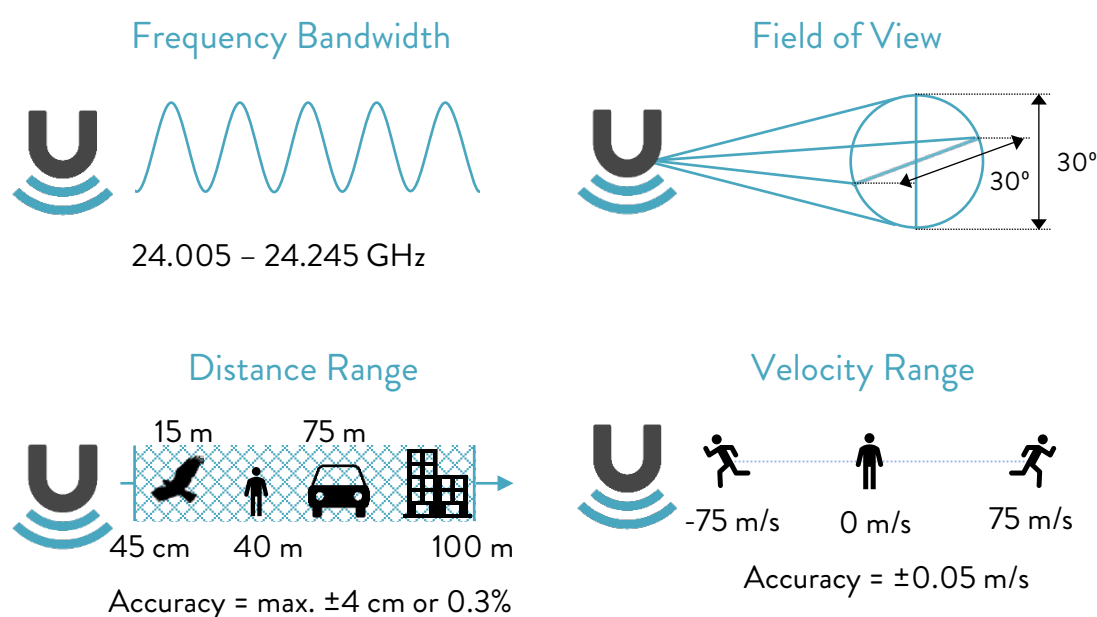 Frequency Bandwidth
24.005 – 24.245 GHz
Field of View
30º
30º
Distance Range
15 m
75 m
45 cm
40 m
100 m
Accuracy = max. ±4 cm or 0.3%
Velocity Range
-75 m/s
0 m/s
75 m/s
Accuracy = ±0.05 m/s